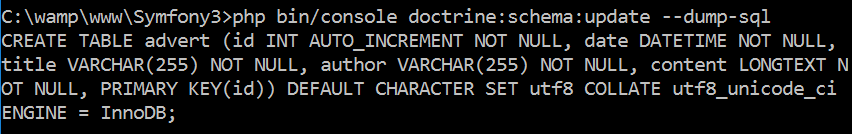 C:\wamp\www\Symfony3>php bin/console doctrine:schema:update --dump-sql
CREATE TABLE advert (id INT AUTO_INCREMENT NOT NULL, date DATETIME NOT NULL,
title VARCHAR(255) NOT NULL, author VARCHAR(255) NOT NULL, content LONGTEXT N
OT NULL, PRIMARY KEY(id)) DEFAULT CHARACTER SET utf8 COLLATE utf8_unicode_ci
ENGINE = InnoDB;